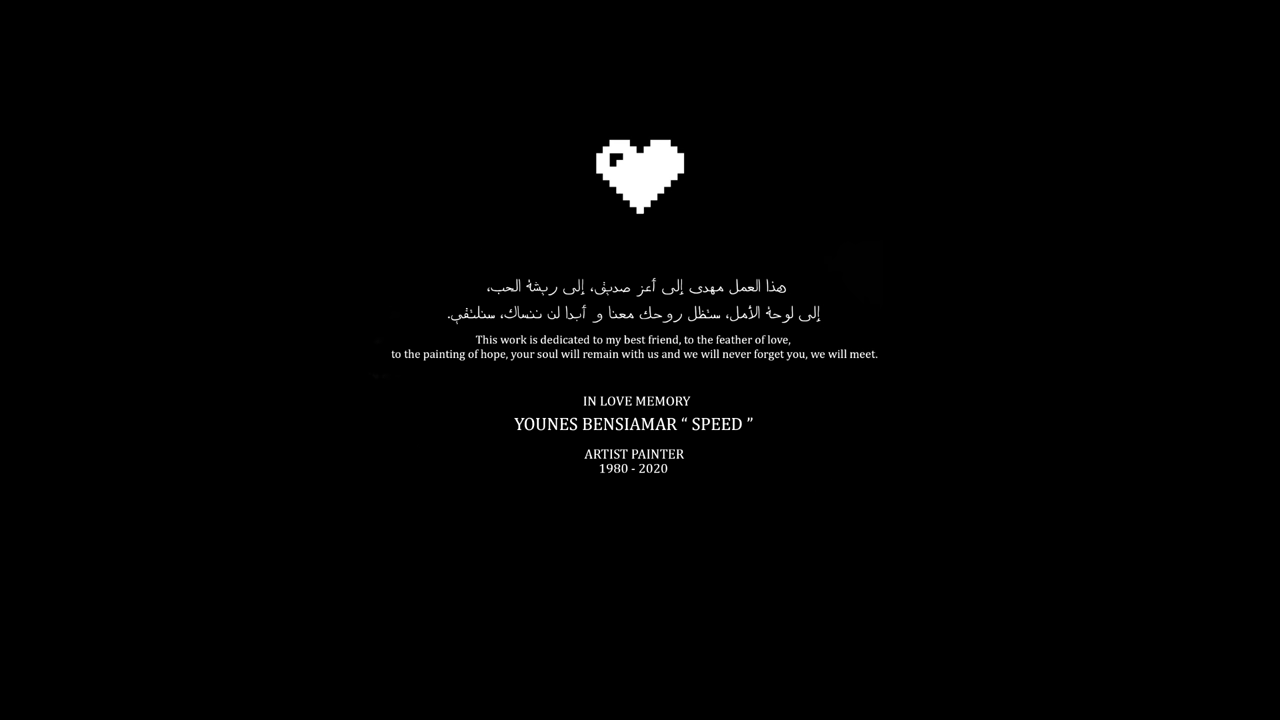 هذا العمل مهدى إلى أعز صديق، إلى ريشة الحب،
إلى لوحة الأمل، ستظل روحك معنا و أبدا لن ننساك، سنلتقي.
This work is dedicated to my best friend, to the feather of love,
to the painting of hope, your soul will remain with us and we will never forget you, we will meet.
IN LOVE MEMORY
YOUNES BENSIAMAR “ SPEED ”
ARTIST PAINTER
1980 - 2020